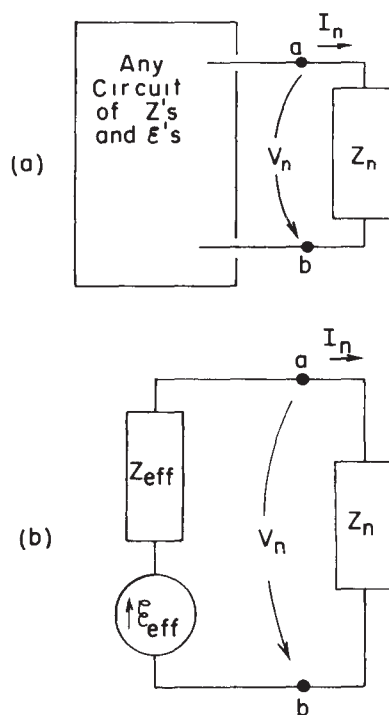 (a)
Any
Circuit
of Z's
and ℰ's
a
I_n
V_n
Z_n
b
(b)
a
I_n
Z_eff
ℰ_eff
V_n
Z_n
b